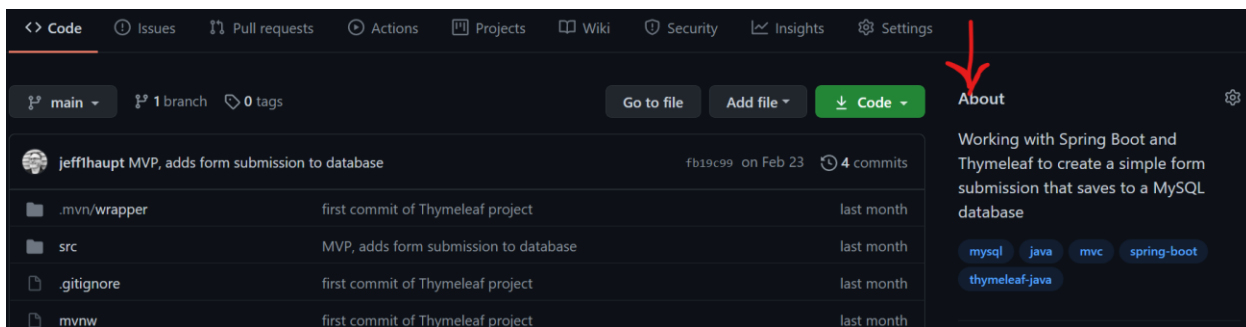 <> Code Issues Pull requests Actions Projects Wiki Security Insights Settings
main 1 branch 0 tags Go to file Add file Code
jeff1haupt MVP, adds form submission to database fb19c99 on Feb 23 4 commits
.mvn/wrapper first commit of Thymeleaf project last month
src MVP, adds form submission to database last month
.gitignore first commit of Thymeleaf project last month
mvnw first commit of Thymeleaf project last month
About
Working with Spring Boot and
Thymeleaf to create a simple form
submission that saves to a MySQL
database
mysql java mvc spring-boot
thymeleaf-java